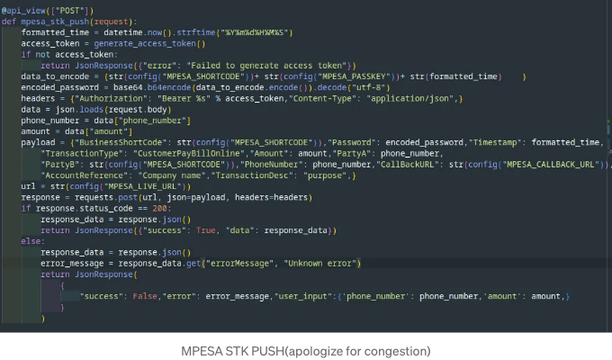 @api_view(["POST"])
def mpesa_stk_push(request):
formatted_time = datetime.now().strftime("%Y%m%d%H%M%S")
access_token = generate_access_token()
if not access_token:
return JsonResponse({"error": "Failed to generate access token"})
data_to_encode = (str(config("MPESA_SHORTCODE"))+ str(config("MPESA_PASSKEY"))+ str(formatted_time) )
encoded_password = base64.b64encode(data_to_encode.encode()).decode("utf-8")
headers = {"Authorization": "Bearer %s" % access_token,"Content-Type": "application/json",}
data = json.loads(request.body)
phone_number = data["phone_number"]
amount = data["amount"]
payload = {"BusinessShortCode": str(config("MPESA_SHORTCODE")),"Password": encoded_password,"Timestamp": formatted_time,
"TransactionType": "CustomerPayBillOnline","Amount": amount,"PartyA": phone_number,
"PartyB": str(config("MPESA_SHORTCODE")),"PhoneNumber": phone_number,"CallBackURL": str(config("MPESA_CALLBACK_URL")),
"AccountReference": "Company name","TransactionDesc": "purpose",}
url = str(config("MPESA_LIVE_URL"))
response = requests.post(url, json=payload, headers=headers)
if response.status_code == 200:
response_data = response.json()
return JsonResponse({"success": True, "data": response_data})
else:
response_data = response.json()
error_message = response_data.get("errorMessage", "Unknown error")
return JsonResponse(
{
"success": False,"error": error_message,"user_input":{'phone_number': phone_number,'amount': amount,}
}
)
MPESA STK PUSH(apologize for congestion)